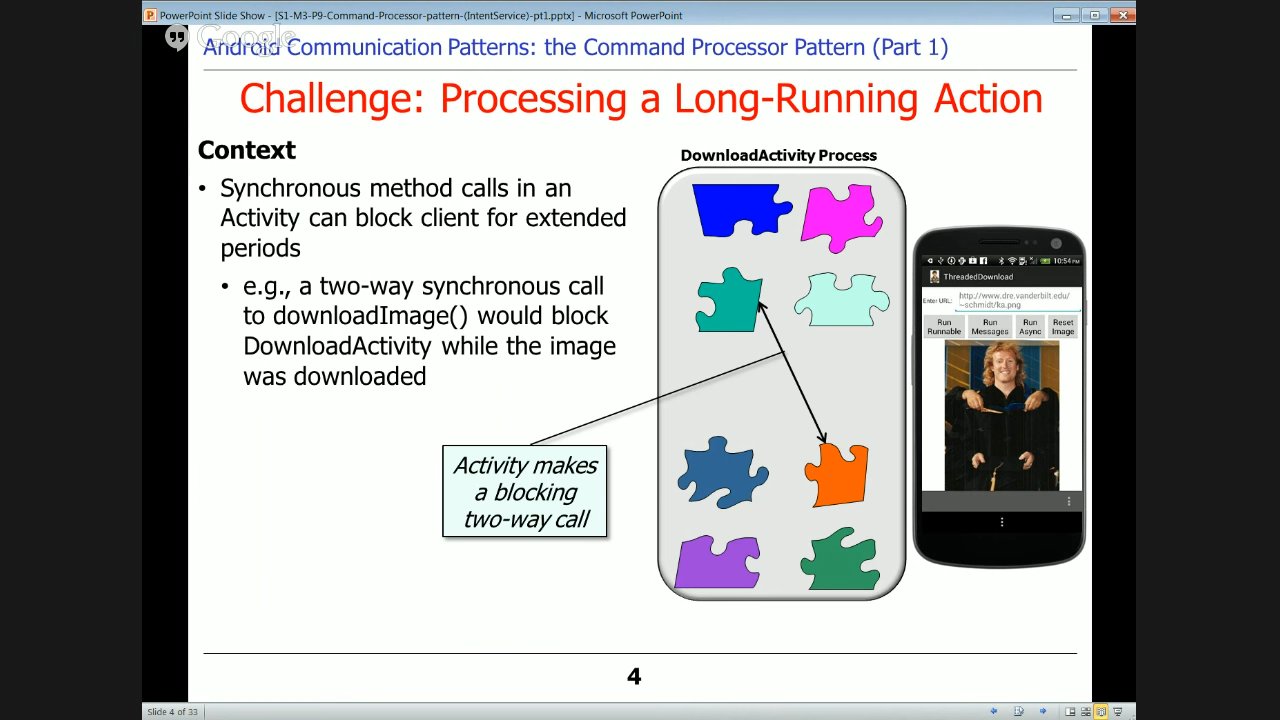 PowerPoint Slide Show - [S1-M3-P9-Command-Processor-pattern-(IntentService)-pt1.pptx] - Microsoft PowerPoint
Google
Android Communication Patterns: the Command Processor Pattern (Part 1)
Challenge: Processing a Long-Running Action
Context
• Synchronous method calls in an
Activity can block client for extended
periods
• e.g., a two-way synchronous call
to downloadImage() would block
DownloadActivity while the image
was downloaded
Activity makes
a blocking
two-way call
DownloadActivity Process
10:54 PM
ThreadedDownload
Enter URL:
http://www.dre.vanderbilt.edu/
~schmidt/ka.png
Run Runnable
Run Messages
Run Async
Reset Image
4
Slide 4 of 33